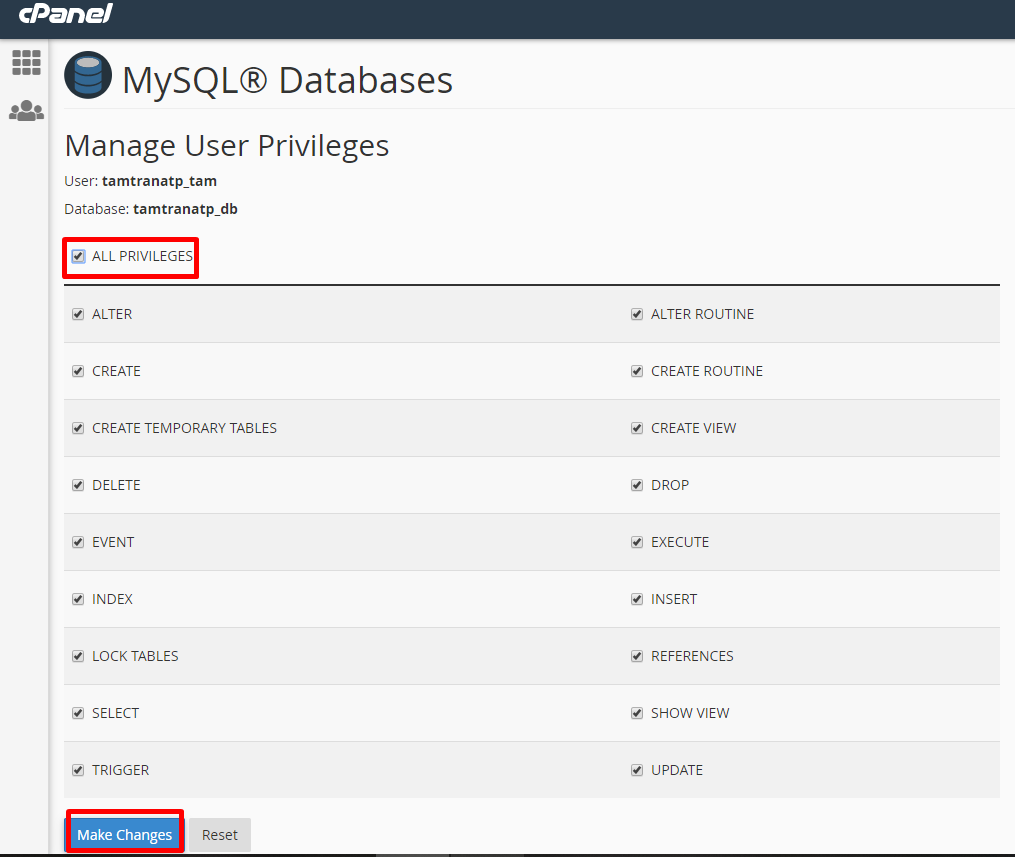 cPanel
MySQL® Databases
Manage User Privileges
User: tamtranatp_tam
Database: tamtranatp_db
ALL PRIVILEGES
ALTER ALTER ROUTINE
CREATE CREATE ROUTINE
CREATE TEMPORARY TABLES CREATE VIEW
DELETE DROP
EVENT EXECUTE
INDEX INSERT
LOCK TABLES REFERENCES
SELECT SHOW VIEW
TRIGGER UPDATE
Make Changes Reset